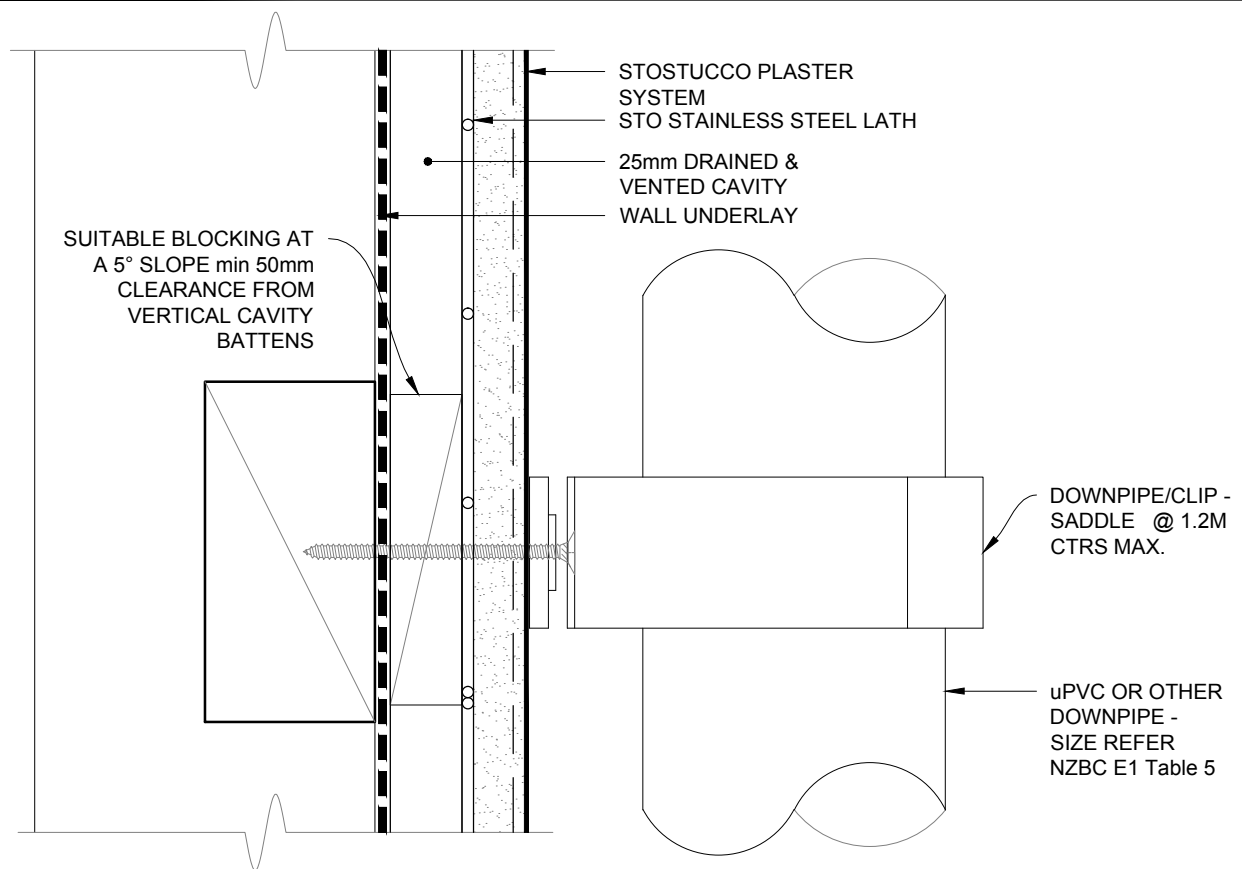 STOSTUCCO PLASTER
SYSTEM
STO STAINLESS STEEL LATH
25mm DRAINED &
VENTED CAVITY
WALL UNDERLAY
SUITABLE BLOCKING AT
A 5° SLOPE min 50mm
CLEARANCE FROM
VERTICAL CAVITY
BATTENS
DOWNPIPE/CLIP -
SADDLE @ 1.2M
CTRS MAX.
uPVC OR OTHER
DOWNPIPE -
SIZE REFER
NZBC E1 Table 5